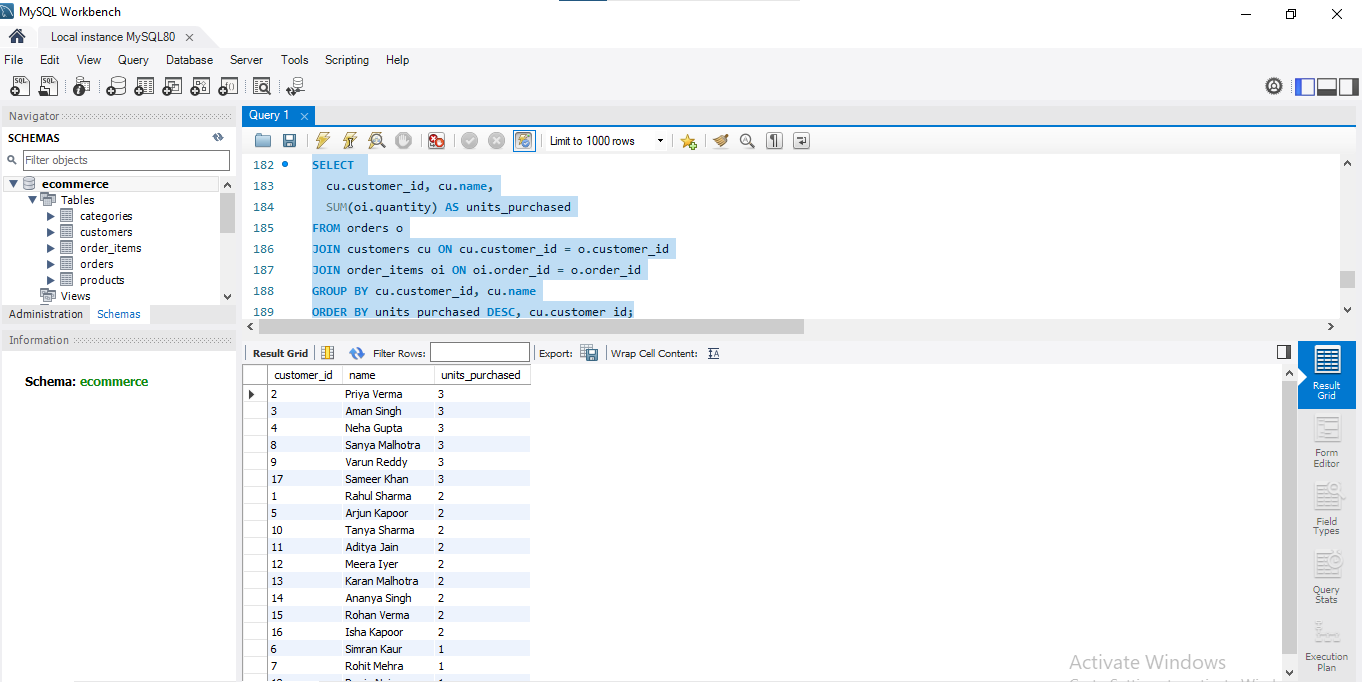 MySQL Workbench
Local instance MySQL80
File Edit View Query Database Server Tools Scripting Help
Navigator
SCHEMAS
Filter objects
ecommerce
Tables
categories
customers
order_items
orders
products
Views
Administration Schemas
Information
Schema: ecommerce
Query 1
Limit to 1000 rows
182 SELECT
183 cu.customer_id, cu.name,
184 SUM(oi.quantity) AS units_purchased
185 FROM orders o
186 JOIN customers cu ON cu.customer_id = o.customer_id
187 JOIN order_items oi ON oi.order_id = o.order_id
188 GROUP BY cu.customer_id, cu.name
189 ORDER BY units_purchased DESC, cu.customer_id;
Result Grid Filter Rows: Export: Wrap Cell Content:
customer_id name units_purchased
2 Priya Verma 3
3 Aman Singh 3
4 Neha Gupta 3
8 Sanya Malhotra 3
9 Varun Reddy 3
17 Sameer Khan 3
1 Rahul Sharma 2
5 Arjun Kapoor 2
10 Tanya Sharma 2
11 Aditya Jain 2
12 Meera Iyer 2
13 Karan Malhotra 2
14 Ananya Singh 2
15 Rohan Verma 2
16 Isha Kapoor 2
6 Simran Kaur 1
7 Rohit Mehra 1
Result
Grid
Form
Editor
Field
Types
Query
Stats
Execution
Plan
Activate Windows